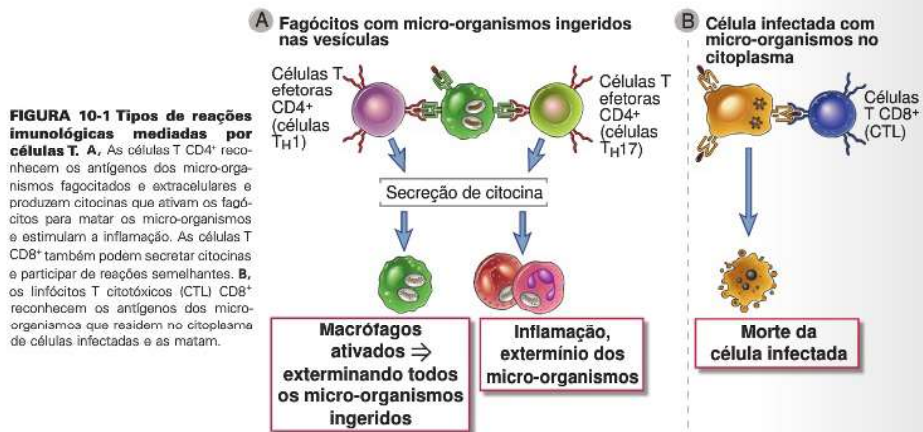 FIGURA 10-1 Tipos de reações
imunológicas mediadas por
células T. A, As células T CD4⁺ reco-
nhecem os antígenos dos micro-orga-
nismos fagocitados e extracelulares e
produzem citocinas que ativam os fagó-
citos para matar os micro-organismos
e estimulam a inflamação. As células T
CD8⁺ também podem secretar citocinas
e participar de reações semelhantes. B,
os linfócitos T citotóxicos (CTL) CD8⁺
reconhecem os antígenos dos micro-
organismos que residem no citoplasma
de células infectadas e as matam.
A Fagócitos com micro-organismos ingeridos
nas vesículas
Células T
efetoras
CD4+
(células
TH1)
Células T
efetoras
CD4+
(células
TH17)
Secreção de citocina
Macrófagos
ativados ⇒
exterminando todos
os micro-organismos
ingeridos
Inflamação,
extermínio dos
micro-organismos
B Célula infectada com
micro-organismos no
citoplasma
Células
T CD8+
(CTL)
Morte da
célula infectada